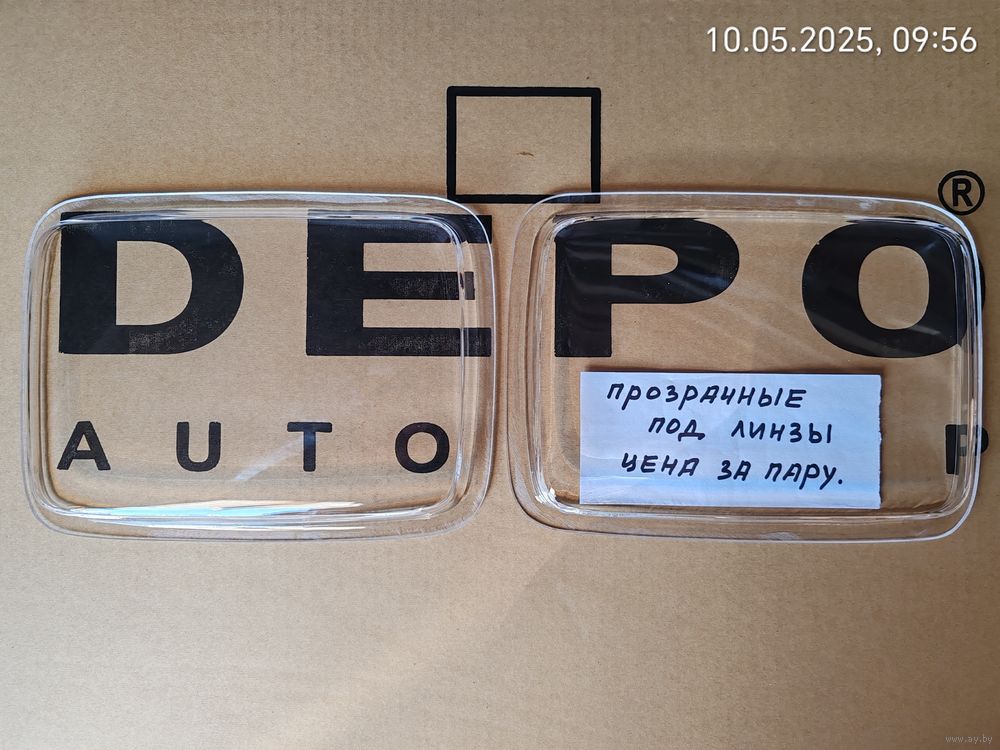 10.05.2025, 09:56
®
DEPO
AUTO P
ПРОЗРАЧНЫЕ
ПОД ЛИНЗЫ
ЦЕНА ЗА ПАРУ.
www.ay.by